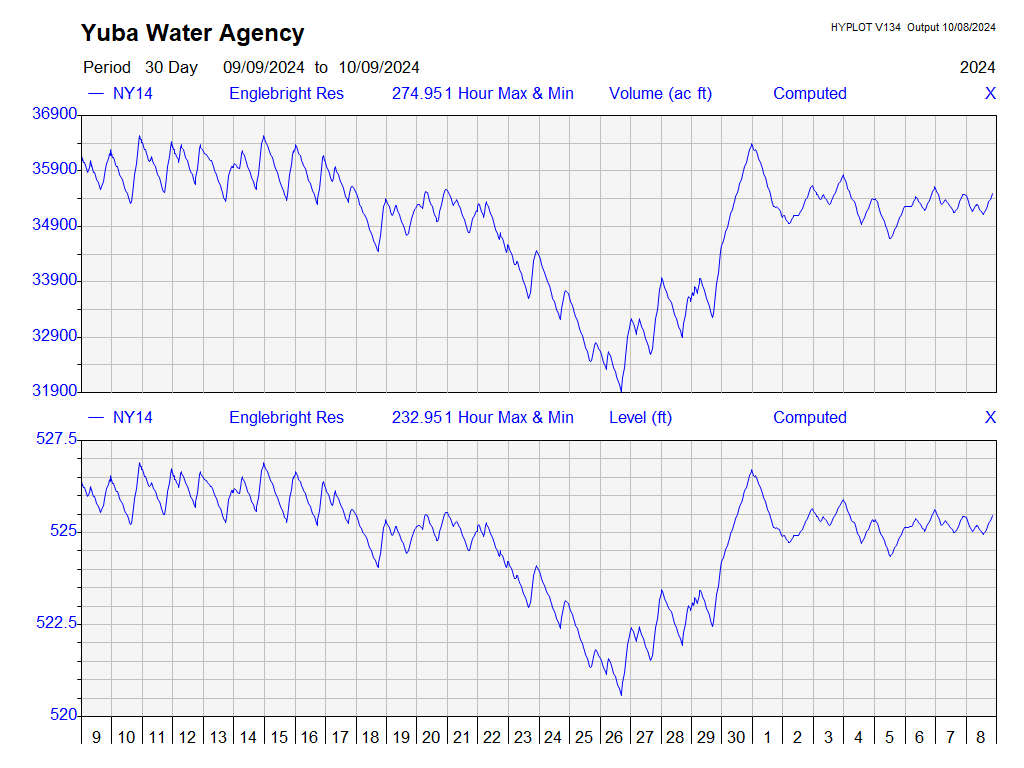 Yuba Water Agency
HYPLOT V134 Output 10/08/2024
Period 30 Day 09/09/2024 to 10/09/2024 2024
NY14 Englebright Res 274.951 Hour Max & Min Volume (ac ft) Computed X
36900
35900
34900
33900
32900
31900
NY14 Englebright Res 232.951 Hour Max & Min Level (ft) Computed X
527.5
525
522.5
520
9 10 11 12 13 14 15 16 17 18 19 20 21 22 23 24 25 26 27 28 29 30 1 2 3 4 5 6 7 8